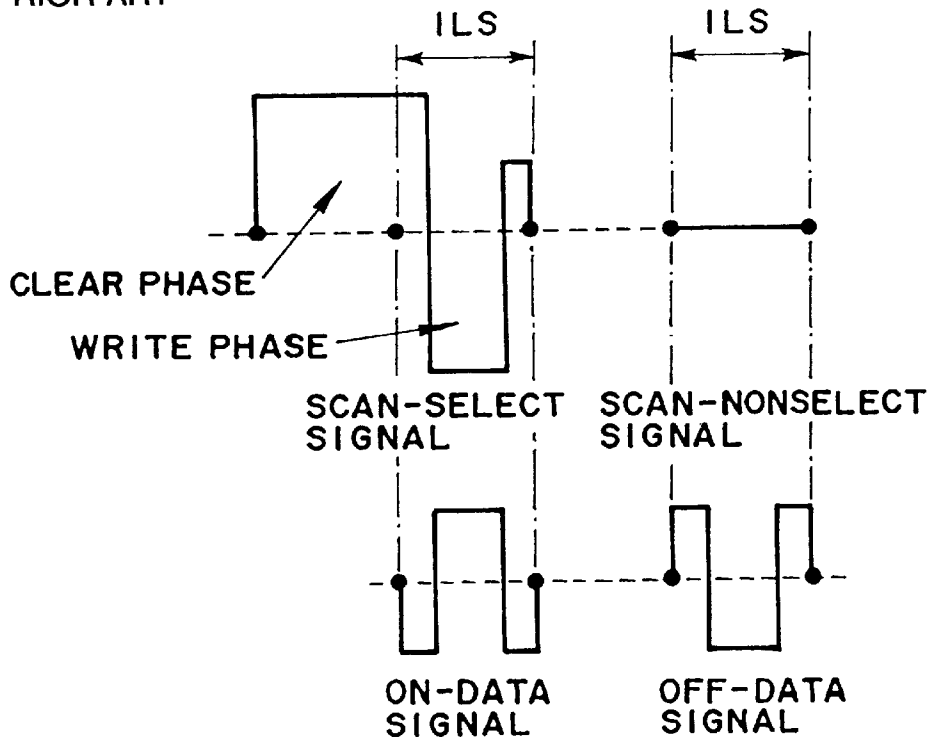 ILS ILS
CLEAR PHASE
WRITE PHASE
SCAN-SELECT
SIGNAL
SCAN-NONSELECT
SIGNAL
ON-DATA
SIGNAL
OFF-DATA
SIGNAL